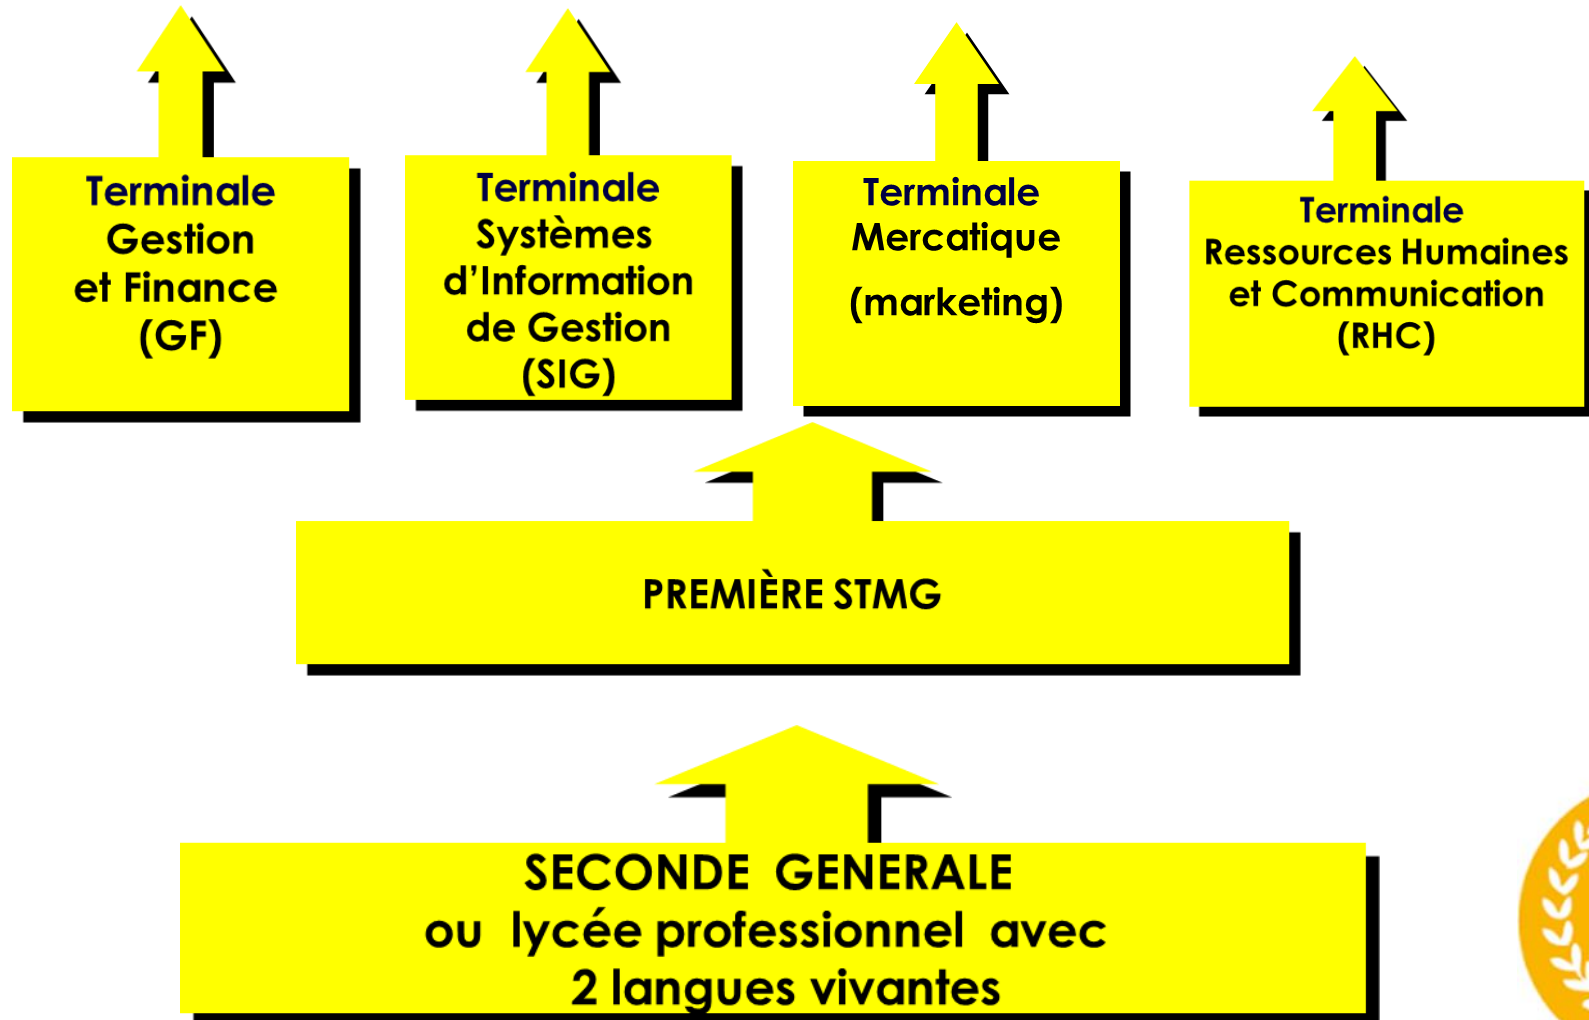 Terminale
Gestion
et Finance
(GF)
Terminale
Systèmes
d’Information
de Gestion
(SIG)
Terminale
Mercatique
(marketing)
Terminale
Ressources Humaines
et Communication
(RHC)
PREMIÈRE STMG
SECONDE GENERALE
ou lycée professionnel avec
2 langues vivantes